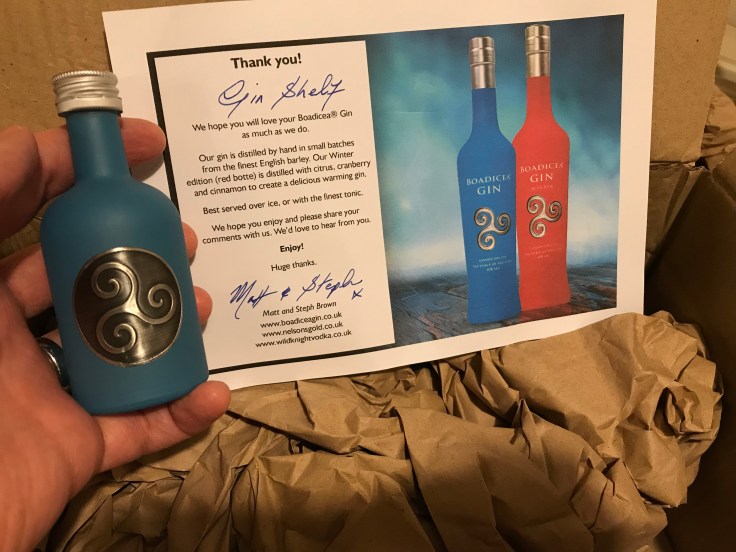 Thank you!
Gin Shelf
We hope you will love your Boadicea® Gin
as much as we do.
Our gin is distilled by hand in small batches
from the finest English barley. Our Winter
edition (red botte) is distilled with citrus, cranberry
and cinnamon to create a delicious warming gin.
Best served over ice, or with the finest tonic.
We hope you enjoy and please share your
comments with us. We'd love to hear from you.
Enjoy!
Huge thanks.
Matt & Steph x
Matt and Steph Brown
www.boadiceagin.co.uk
www.nelsonsgold.co.uk
www.wildknightvodka.co.uk
BOADICEA
GIN
BOADICEA
GIN